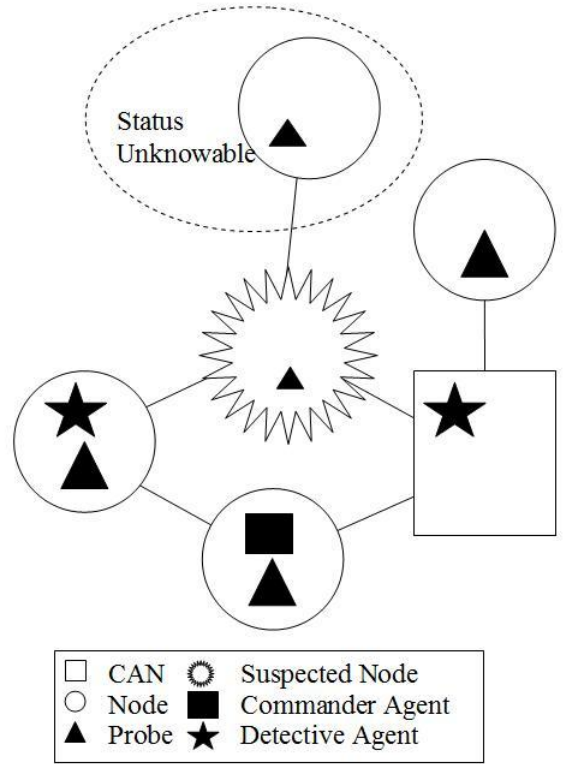 Status
Unknowable
CAN
Suspected Node
Node
Commander Agent
Probe
Detective Agent